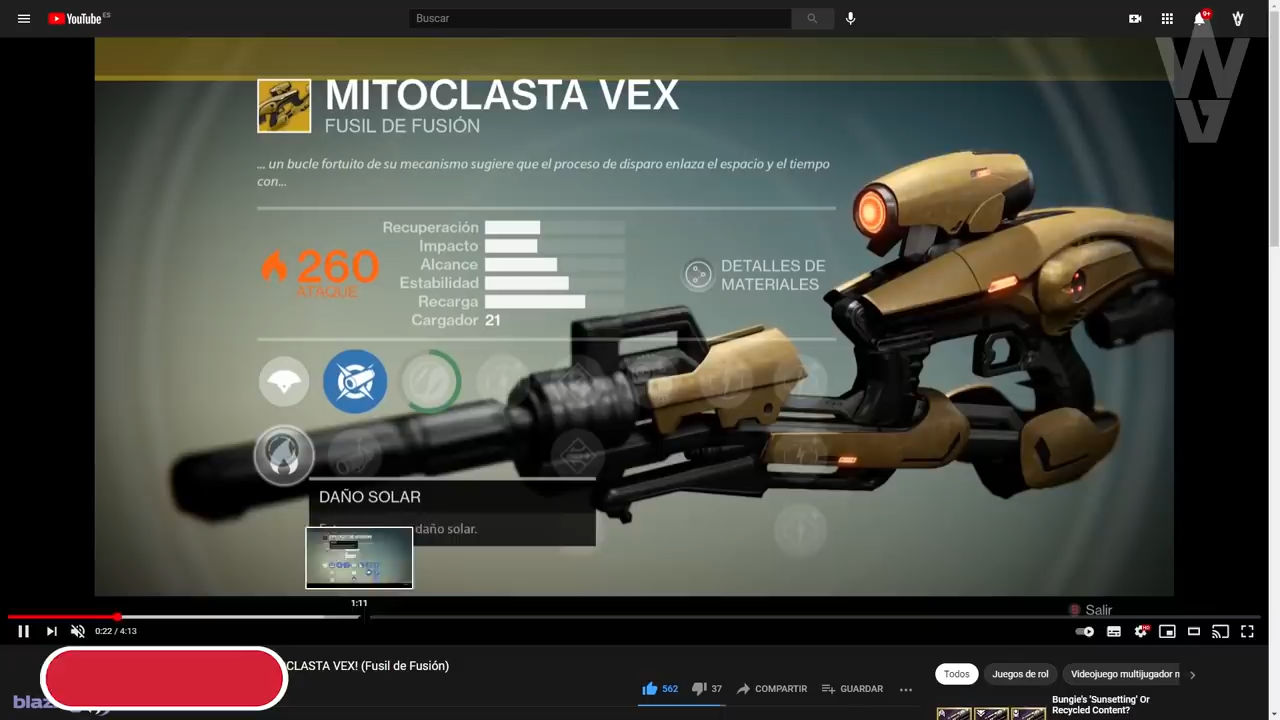 YouTube ES
Buscar
9+
W
G
MITOCLASTA VEX
FUSIL DE FUSIÓN
... un bucle fortuito de su mecanismo sugiere que el proceso de disparo enlaza el espacio y el tiempo
con...
Recuperación
Impacto
Alcance
Estabilidad
Recarga
Cargador 21
260
ATAQUE
DETALLES DE
MATERIALES
DAÑO SOLAR
daño solar.
1:11
Salir
0:22 / 4:13
HD
CLASTA VEX! (Fusil de Fusión)
562
37
COMPARTIR
GUARDAR
Todos
Juegos de rol
Videojuego multijugador
Bungie's 'Sunsetting' Or
Recycled Content?